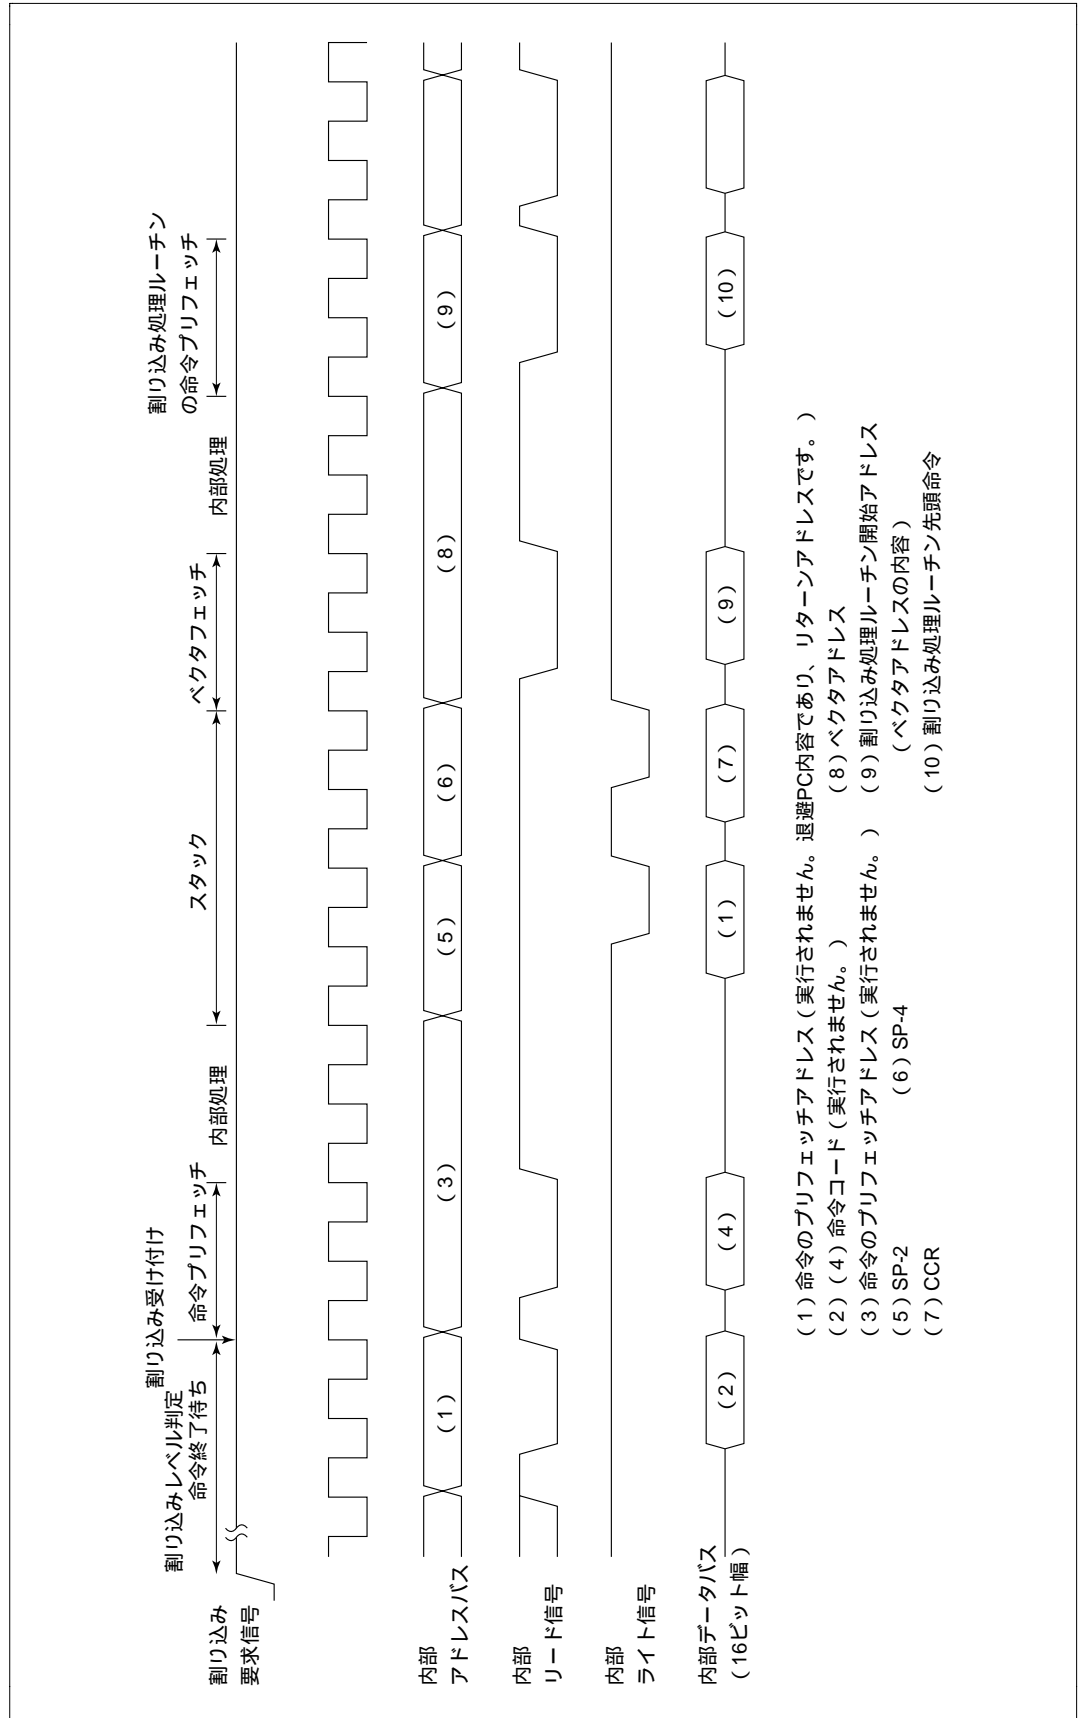 割り込みレベル判定
命令終了待ち
割り込み受け付け
命令プリフェッチ
内部処理
スタック
ベクタフェッチ
内部処理
割り込み処理ルーチン
の命令プリフェッチ
割り込み
要求信号
内部
アドレスバス
(1)
(3)
(5)
(6)
(8)
(9)
内部
リード信号
内部
ライト信号
内部データバス
(16ビット幅)
(2)
(4)
(1)
(7)
(9)
(10)
(1)命令のプリフェッチアドレス(実行されません。退避PC内容であり、リターンアドレスです。)
(2)(4)命令コード(実行されません。) (8)ベクタアドレス
(3)命令のプリフェッチアドレス(実行されません。) (9)割り込み処理ルーチン開始アドレス
(5)SP-2 (6)SP-4 (ベクタアドレスの内容)
(7)CCR (10)割り込み処理ルーチン先頭命令